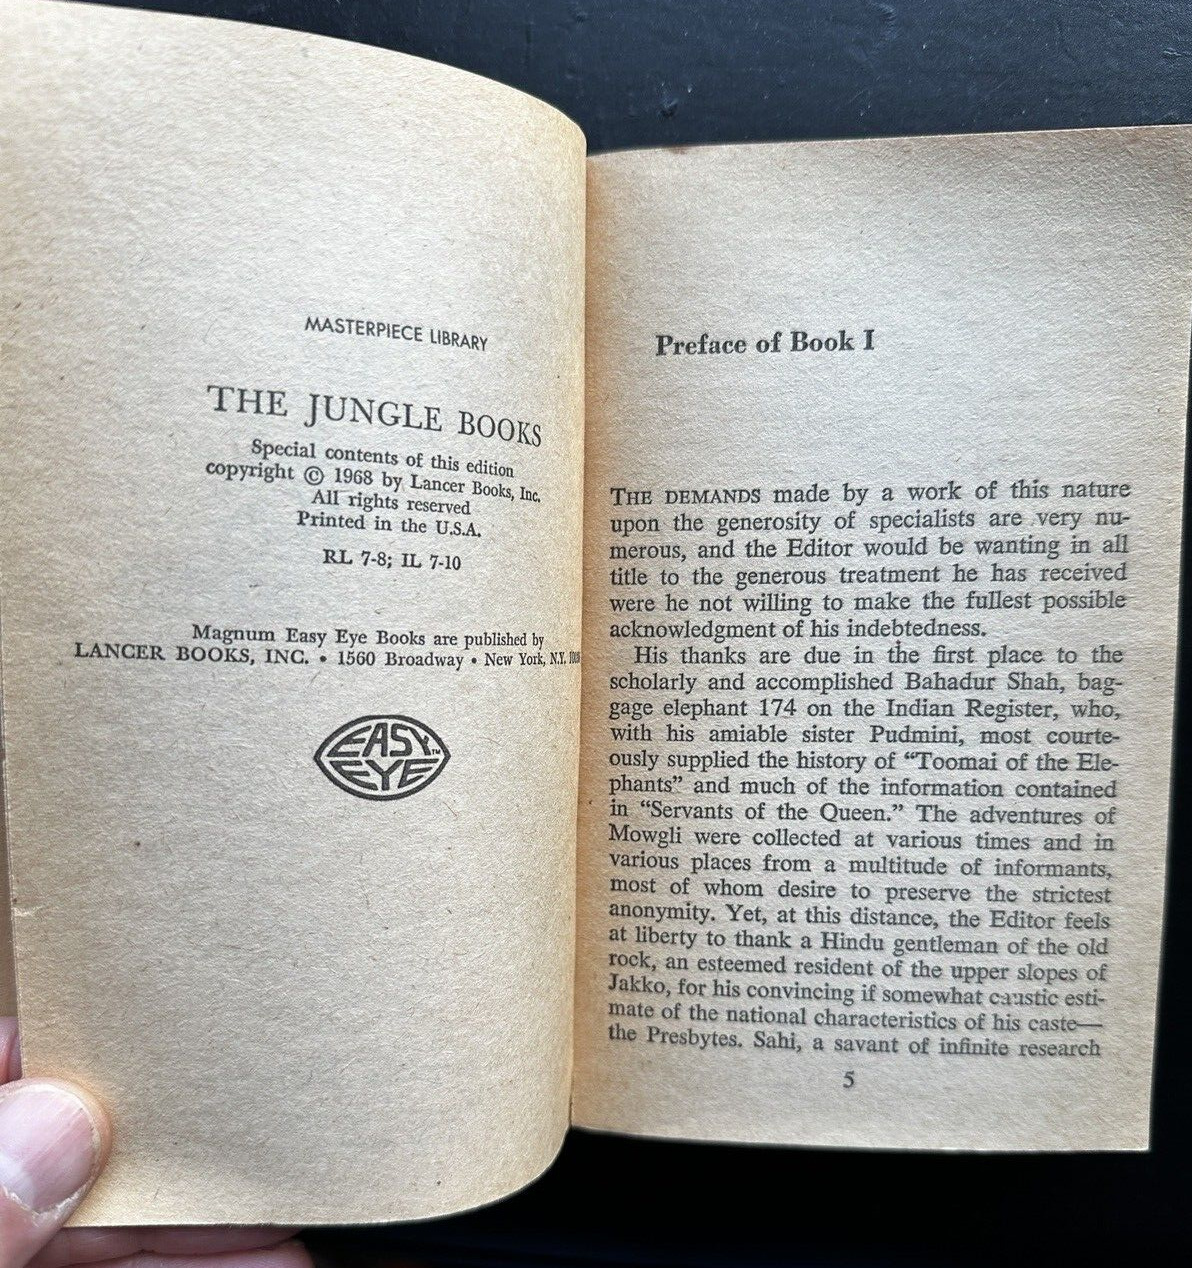 MASTERPIECE LIBRARY
THE JUNGLE BOOKS
Special contents of this edition
copyright © 1968 by Lancer Books, Inc.
All rights reserved
Printed in the U.S.A.
RL 7-8; IL 7-10
Magnum Easy Eye Books are published by
LANCER BOOKS, INC. • 1560 Broadway • New York, N.Y.
EASY™
EYE
Preface of Book I
THE DEMANDS made by a work of this nature
upon the generosity of specialists are very nu-
merous, and the Editor would be wanting in all
title to the generous treatment he has received
were he not willing to make the fullest possible
acknowledgment of his indebtedness.
His thanks are due in the first place to the
scholarly and accomplished Bahadur Shah, bag-
gage elephant 174 on the Indian Register, who,
with his amiable sister Pudmini, most courte-
ously supplied the history of “Toomai of the Ele-
phants” and much of the information contained
in “Servants of the Queen.” The adventures of
Mowgli were collected at various times and in
various places from a multitude of informants,
most of whom desire to preserve the strictest
anonymity. Yet, at this distance, the Editor feels
at liberty to thank a Hindu gentleman of the old
rock, an esteemed resident of the upper slopes of
Jakko, for his convincing if somewhat caustic esti-
mate of the national characteristics of his caste—
the Presbytes. Sahi, a savant of infinite research
5